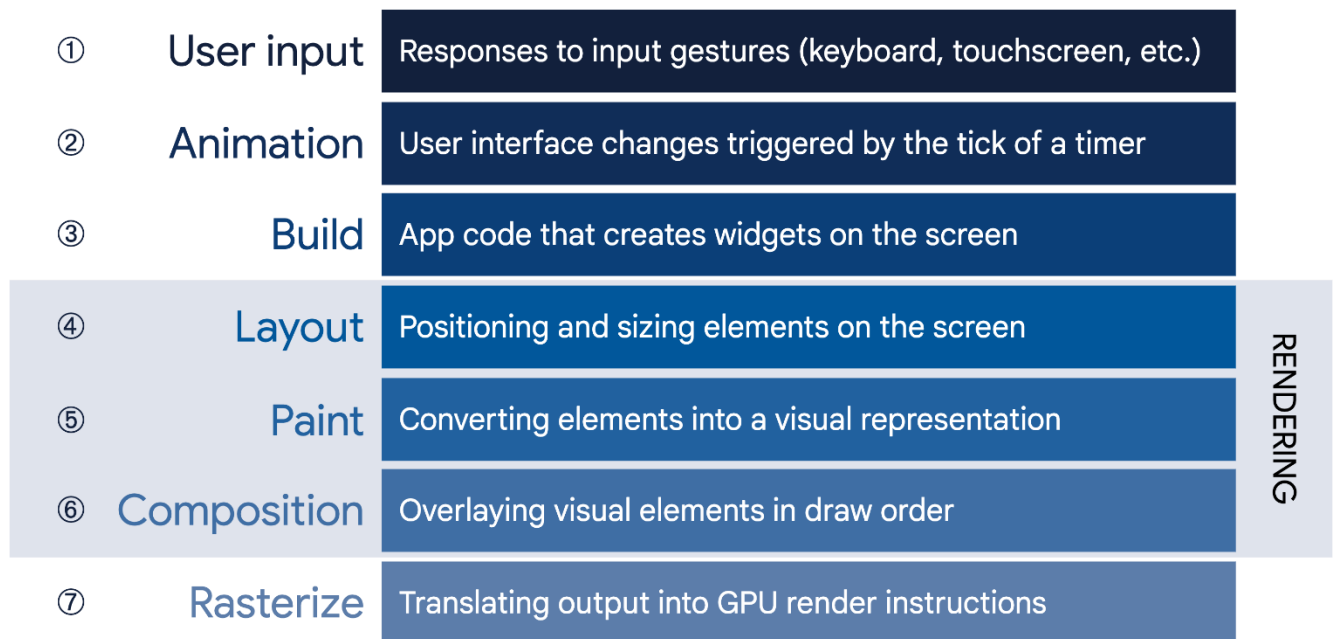 ① User input Responses to input gestures (keyboard, touchscreen, etc.)
② Animation User interface changes triggered by the tick of a timer
③ Build App code that creates widgets on the screen
④ Layout Positioning and sizing elements on the screen
⑤ Paint Converting elements into a visual representation
⑥ Composition Overlaying visual elements in draw order
RENDERING
⑦ Rasterize Translating output into GPU render instructions